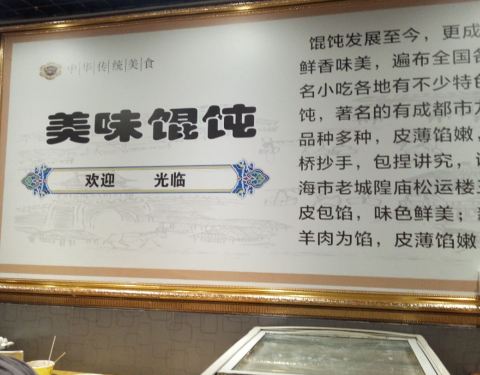 中华传统美食
美味馄饨
欢迎 光临
馄饨发展至今，更成
鲜香味美，遍布全国各
名小吃各地有不少特色
饨，著名的有成都市龙
品种多种，皮薄馅嫩，
桥抄手，包捏讲究，
海市老城隍庙松运楼三
皮包馅，味色鲜美；
羊肉为馅，皮薄馅嫩